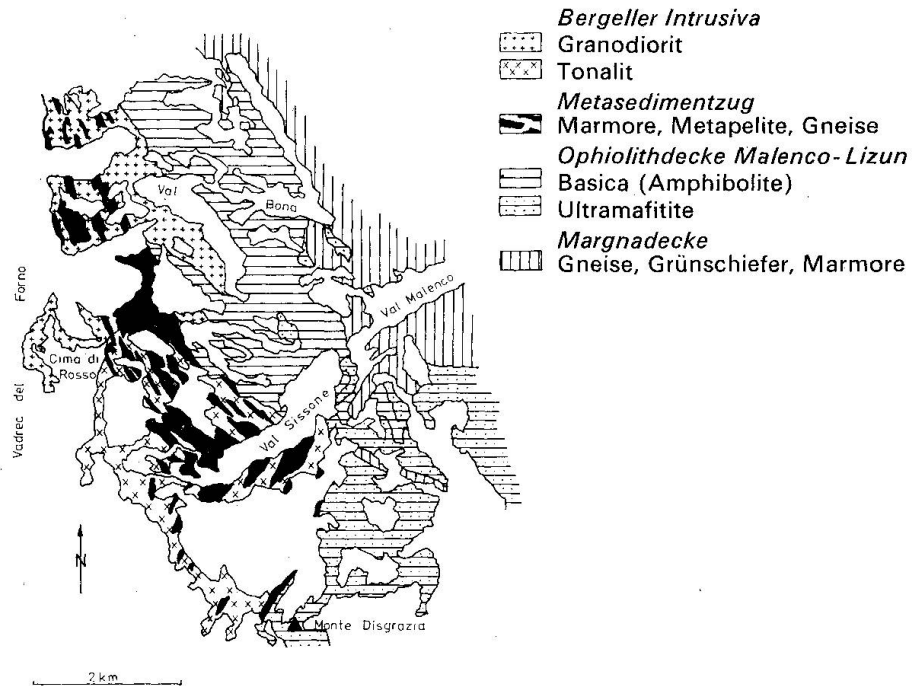 Bergeller Intrusiva
Granodiorit
Tonalit
Metasedimentzug
Marmore, Metapelite, Gneise
Ophiolithdecke Malenco-Lizun
Basica (Amphibolite)
Ultramafitite
Margnadecke
Gneise, Grünschiefer, Marmore
Val Bona
Val Malenco
Vadrec del Forno
Cima di Rosso
Val Sissone
N
Monte Disgrazia
2 km